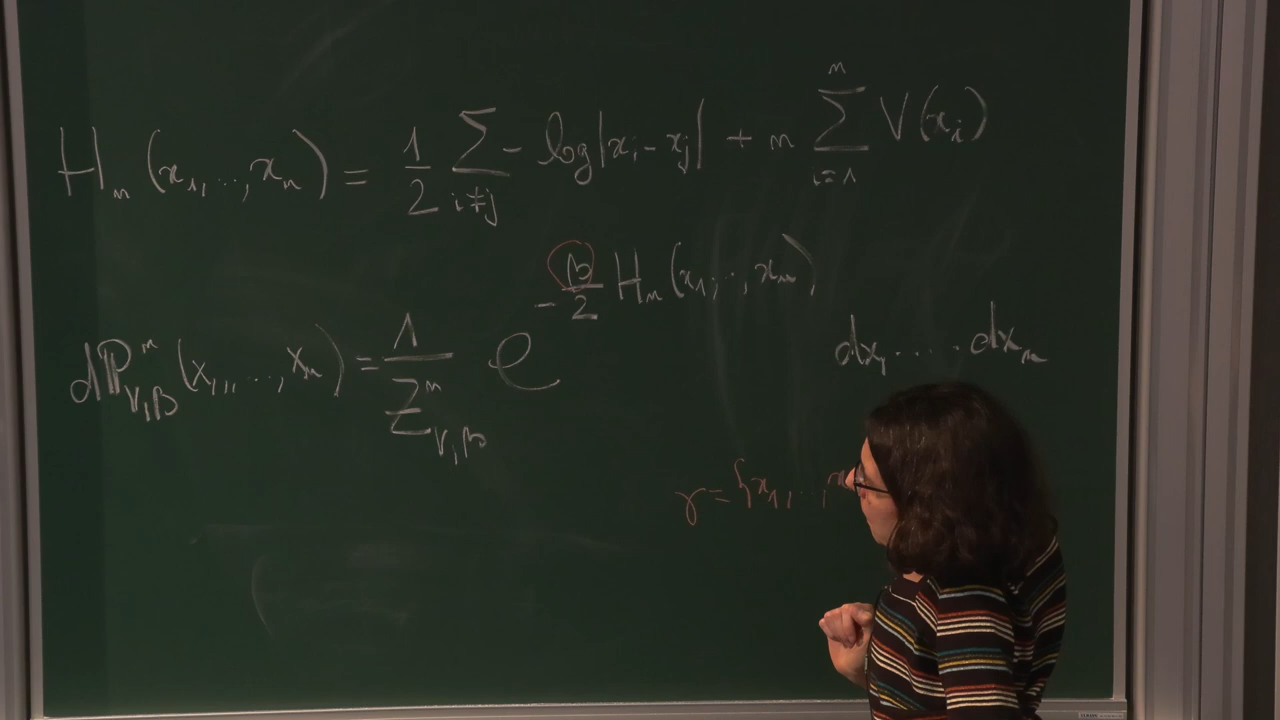 H_n(x_1,..,x_n) = 1/2 ∑_{i≠j} - log|x_i - x_j| + n ∑_{i=1}^{n} V(x_i)
dℙ^n_{V,β}(x_1,...,x_n) = 1/Z^n_{V,β} e^{-β/2 H_n(x_1,..,x_n)} dx_1.....dx_n
γ = {x_1,..,x